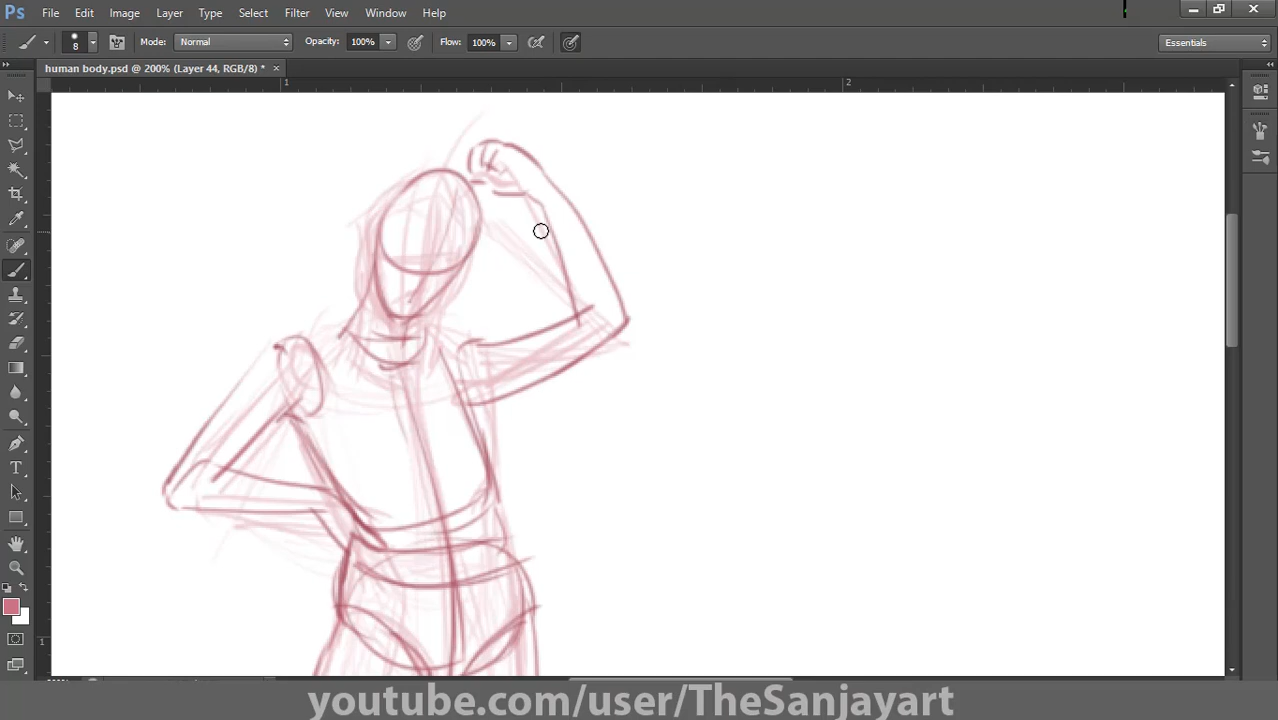 Ps File Edit Image Layer Type Select Filter View Window Help
8 Mode: Normal Opacity: 100% Flow: 100% Essentials
human body.psd @ 200% (Layer 44, RGB/8) * ×
1 2
T
1
youtube.com/user/TheSanjayart